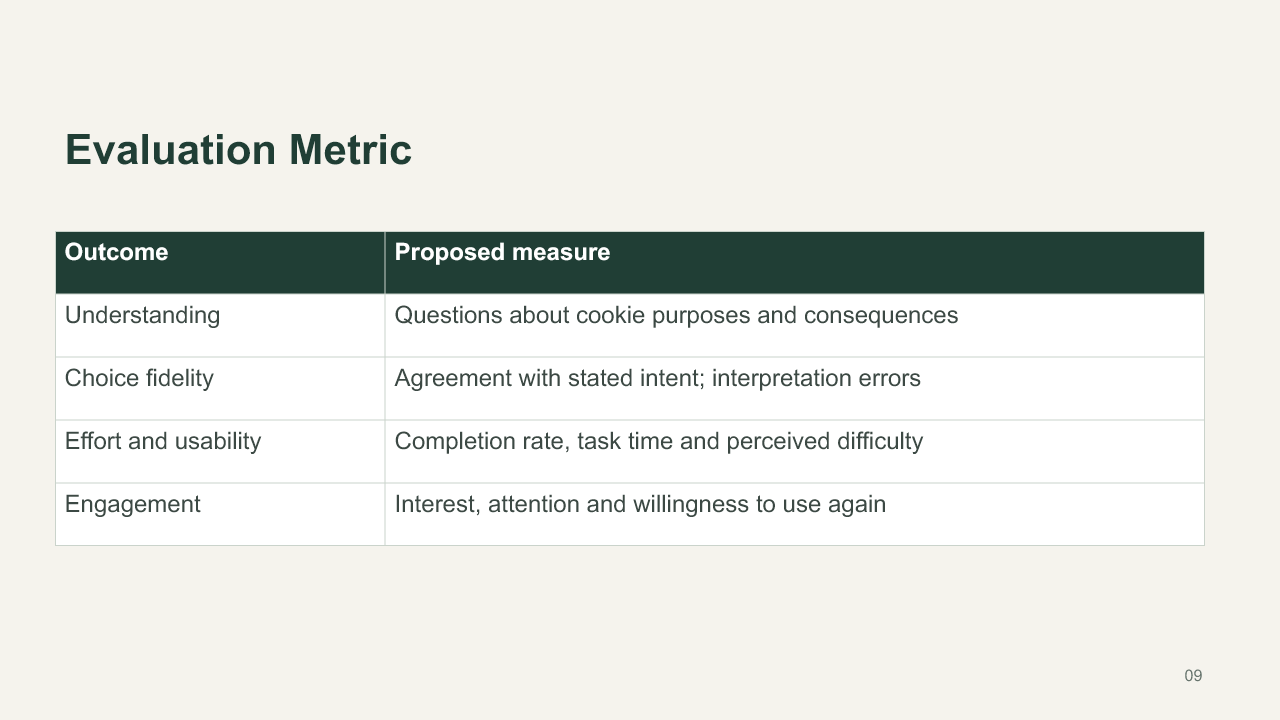 Evaluation Metric
Outcome
Proposed measure
Understanding
Questions about cookie purposes and consequences
Choice fidelity
Agreement with stated intent; interpretation errors
Effort and usability
Completion rate, task time and perceived difficulty
Engagement
Interest, attention and willingness to use again
09